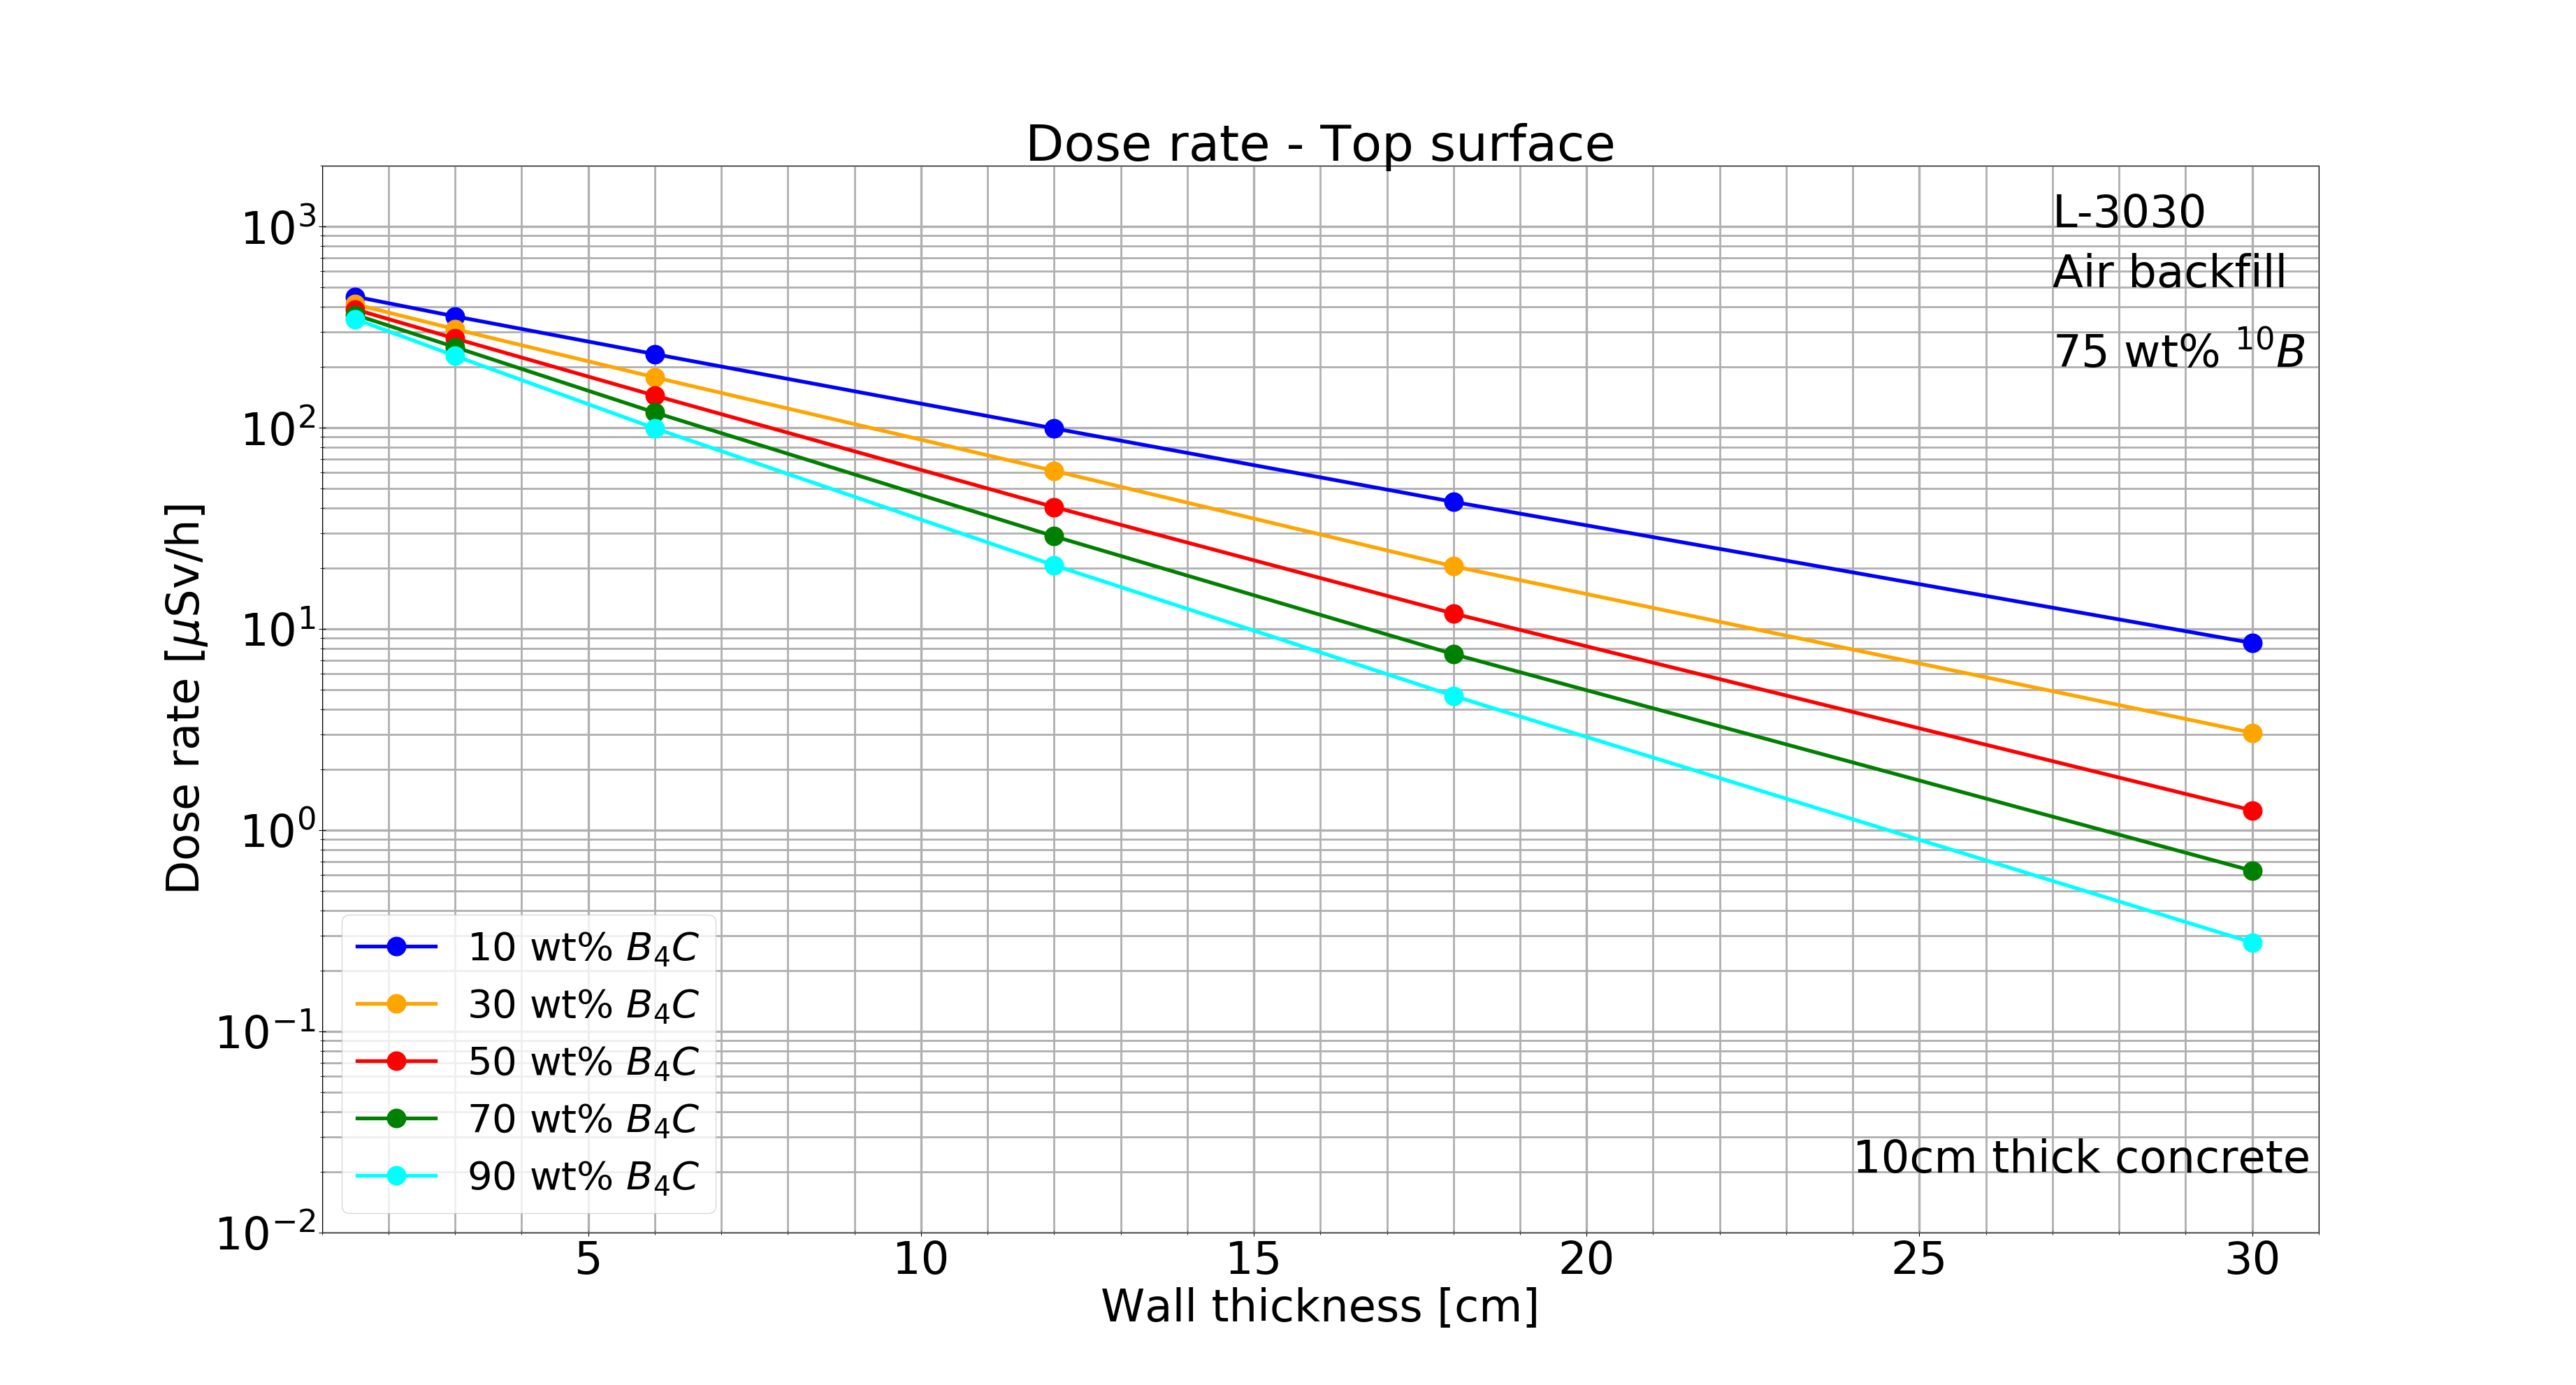 Dose rate - Top surface
L-3030
Air backfill
75 wt% ¹⁰B
10³
10²
10¹
10⁰
10⁻¹
10⁻²
Dose rate [μSv/h]
10 wt% B₄C
30 wt% B₄C
50 wt% B₄C
70 wt% B₄C
90 wt% B₄C
10cm thick concrete
5 10 15 20 25 30
Wall thickness [cm]